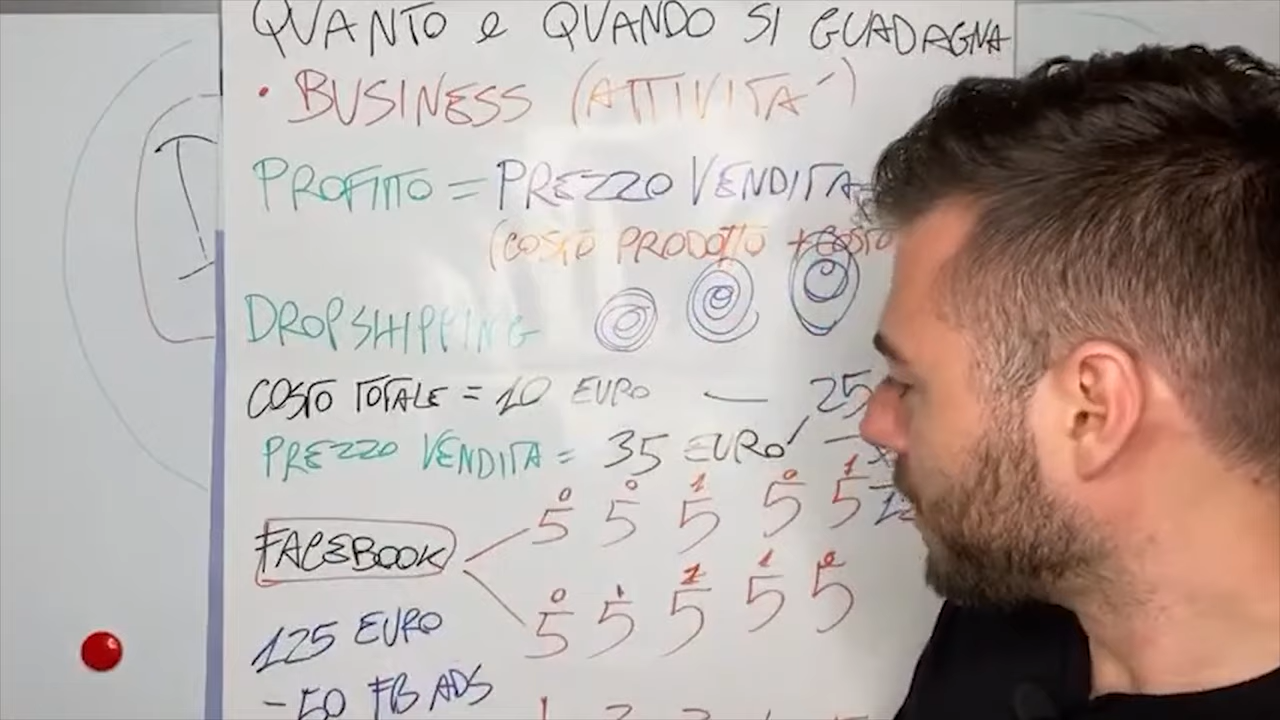 QUANTO e QUANDO SI GUADAGNA
• BUSINESS (ATTIVITA')
PROFITTO = PREZZO VENDITA -
(COSTO PRODOTTO + COSTO
DROPSHIPPING
COSTO TOTALE = 10 EURO — 25
PREZZO VENDITA = 35 EURO
0 0 1 0 1
5 5 5 5 5
FACEBOOK
0 1 1 1 0
5 5 5 5 5
125 EURO
- 50 FB ADS